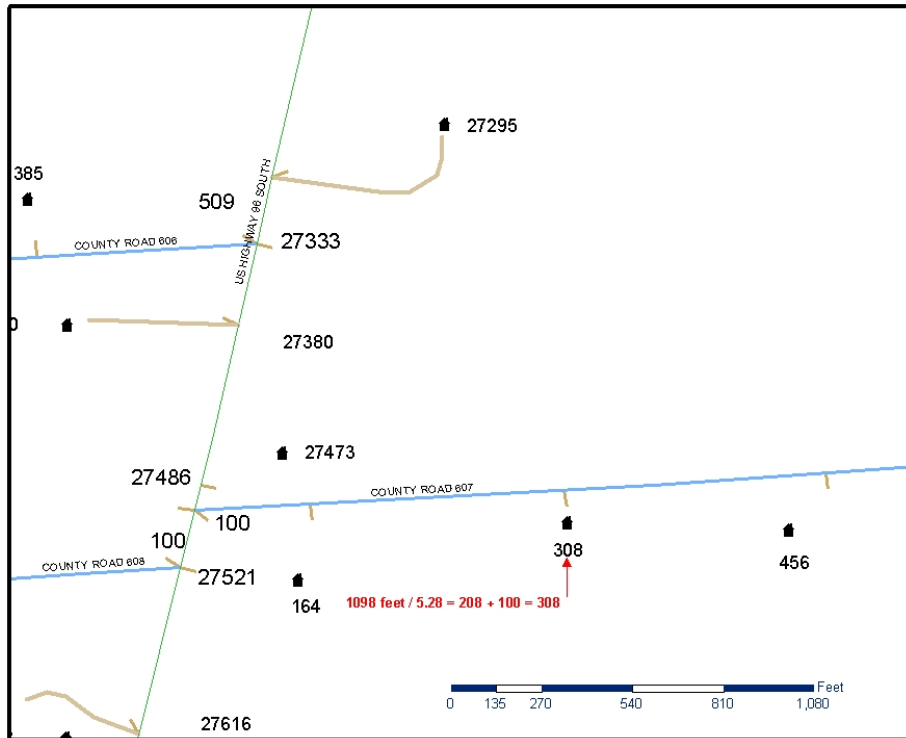 27295
385
509
US HIGHWAY 96 SOUTH
COUNTY ROAD 606
27333
0
27380
27473
27486
COUNTY ROAD 607
100
100
COUNTY ROAD 608
27521
308
456
164
1098 feet / 5.28 = 208 + 100 = 308
Feet
0 135 270 540 810 1,080
27616